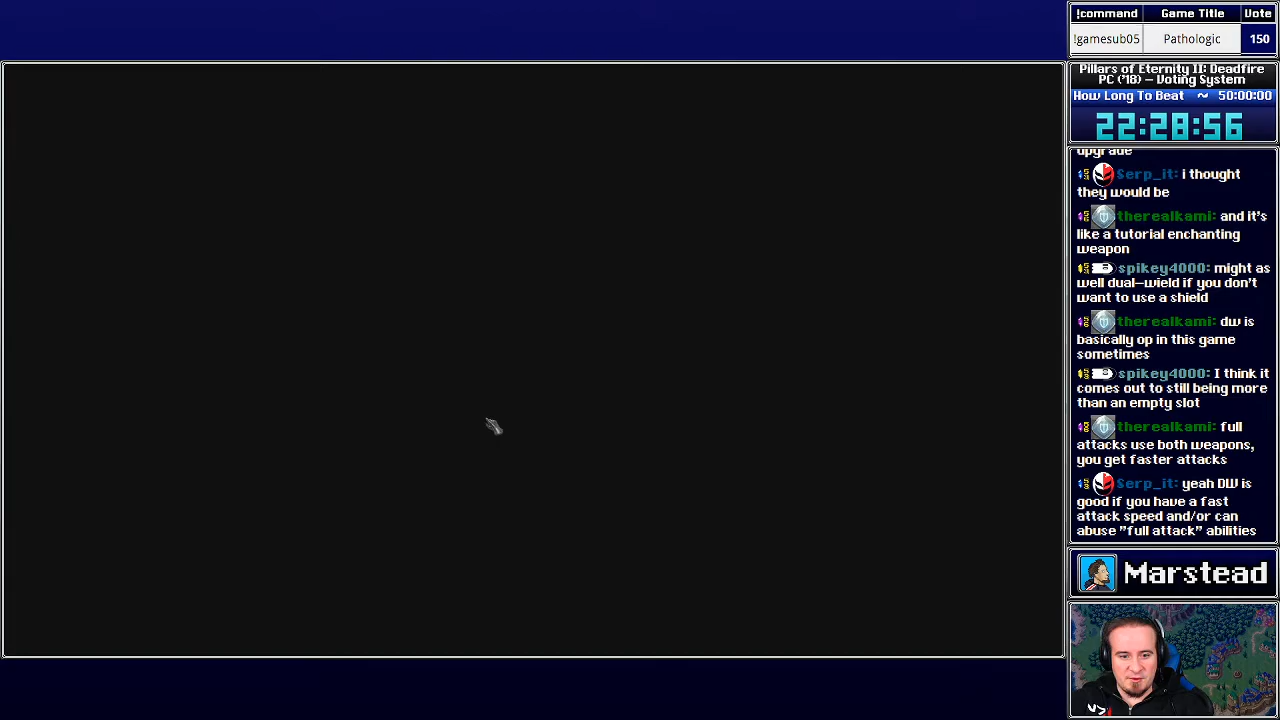 !command Game Title Vote
!gamesub05 Pathologic 150
Pillars of Eternity II: Deadfire
PC ('18) – Voting System
How Long To Beat ~ 50:00:00
22:28:56
upgrade
Serp_it: i thought
they would be
therealkami: and it's
like a tutorial enchanting
weapon
spikey4000: might as
well dual-wield if you don't
want to use a shield
therealkami: dw is
basically op in this game
sometimes
spikey4000: I think it
comes out to still being more
than an empty slot
therealkami: full
attacks use both weapons,
you get faster attacks
Serp_it: yeah DW is
good if you have a fast
attack speed and/or can
abuse "full attack" abilities
Marstead